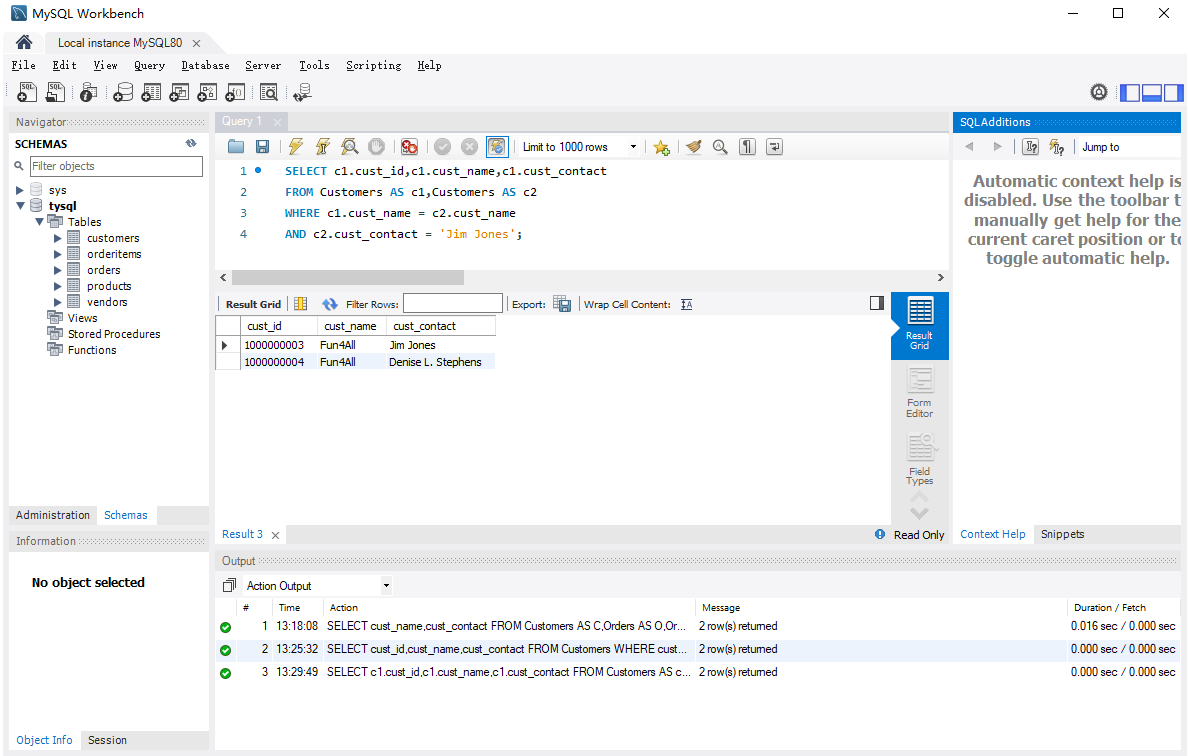 MySQL Workbench
Local instance MySQL80
File Edit View Query Database Server Tools Scripting Help
Navigator
SCHEMAS
Filter objects
sys
tysql
Tables
customers
orderitems
orders
products
vendors
Views
Stored Procedures
Functions
Administration Schemas
Information
No object selected
Object Info Session
Query 1
Limit to 1000 rows
1 SELECT c1.cust_id,c1.cust_name,c1.cust_contact
2 FROM Customers AS c1,Customers AS c2
3 WHERE c1.cust_name = c2.cust_name
4 AND c2.cust_contact = 'Jim Jones';
Result Grid Filter Rows: Export: Wrap Cell Content:
cust_id cust_name cust_contact
1000000003 Fun4All Jim Jones
1000000004 Fun4All Denise L. Stephens
Result
Grid
Form
Editor
Field
Types
Result 3 Read Only
SQLAdditions
Jump to
Automatic context help is
disabled. Use the toolbar t
manually get help for the
current caret position or to
toggle automatic help.
Context Help Snippets
Output
Action Output
# Time Action Message Duration / Fetch
1 13:18:08 SELECT cust_name,cust_contact FROM Customers AS C,Orders AS O,Or... 2 row(s) returned 0.016 sec / 0.000 sec
2 13:25:32 SELECT cust_id,cust_name,cust_contact FROM Customers WHERE cust... 2 row(s) returned 0.000 sec / 0.000 sec
3 13:29:49 SELECT c1.cust_id,c1.cust_name,c1.cust_contact FROM Customers AS c... 2 row(s) returned 0.000 sec / 0.000 sec